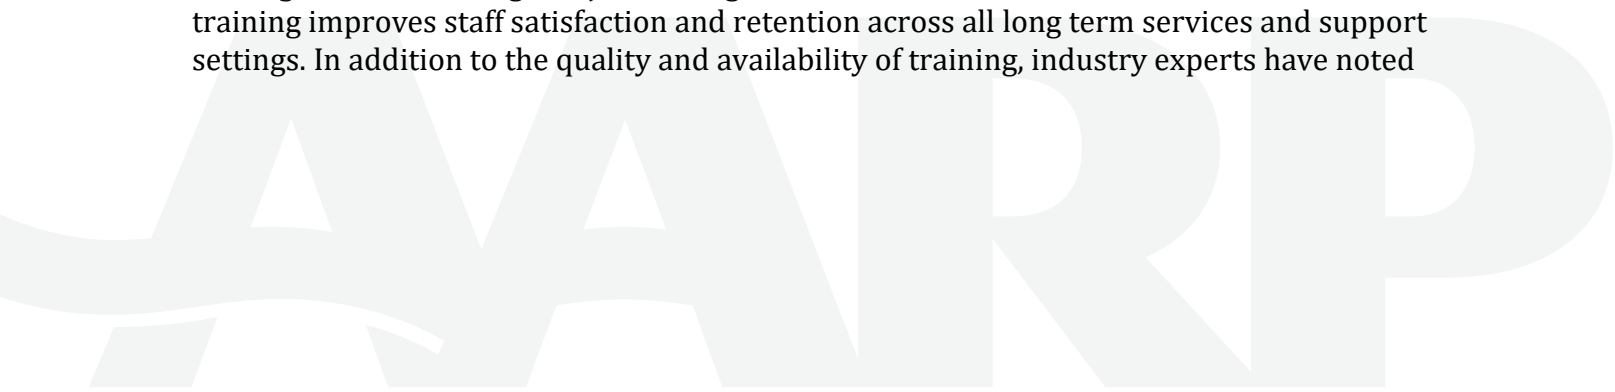 training improves staff satisfaction and retention across all long term services and support
settings. In addition to the quality and availability of training, industry experts have noted
AARP